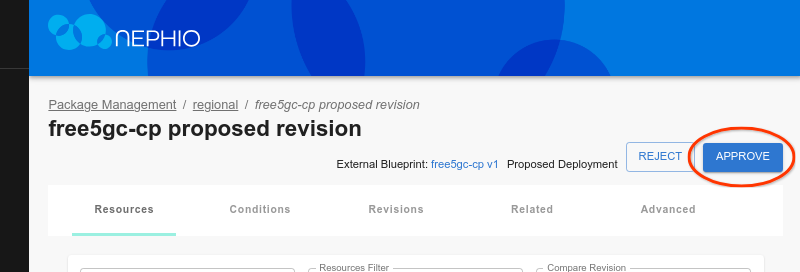 NEPHIO
Package Management / regional / free5gc-cp proposed revision
free5gc-cp proposed revision
External Blueprint: free5gc-cp v1 Proposed Deployment REJECT APPROVE
Resources Conditions Revisions Related Advanced
Resources Filter Compare Revision